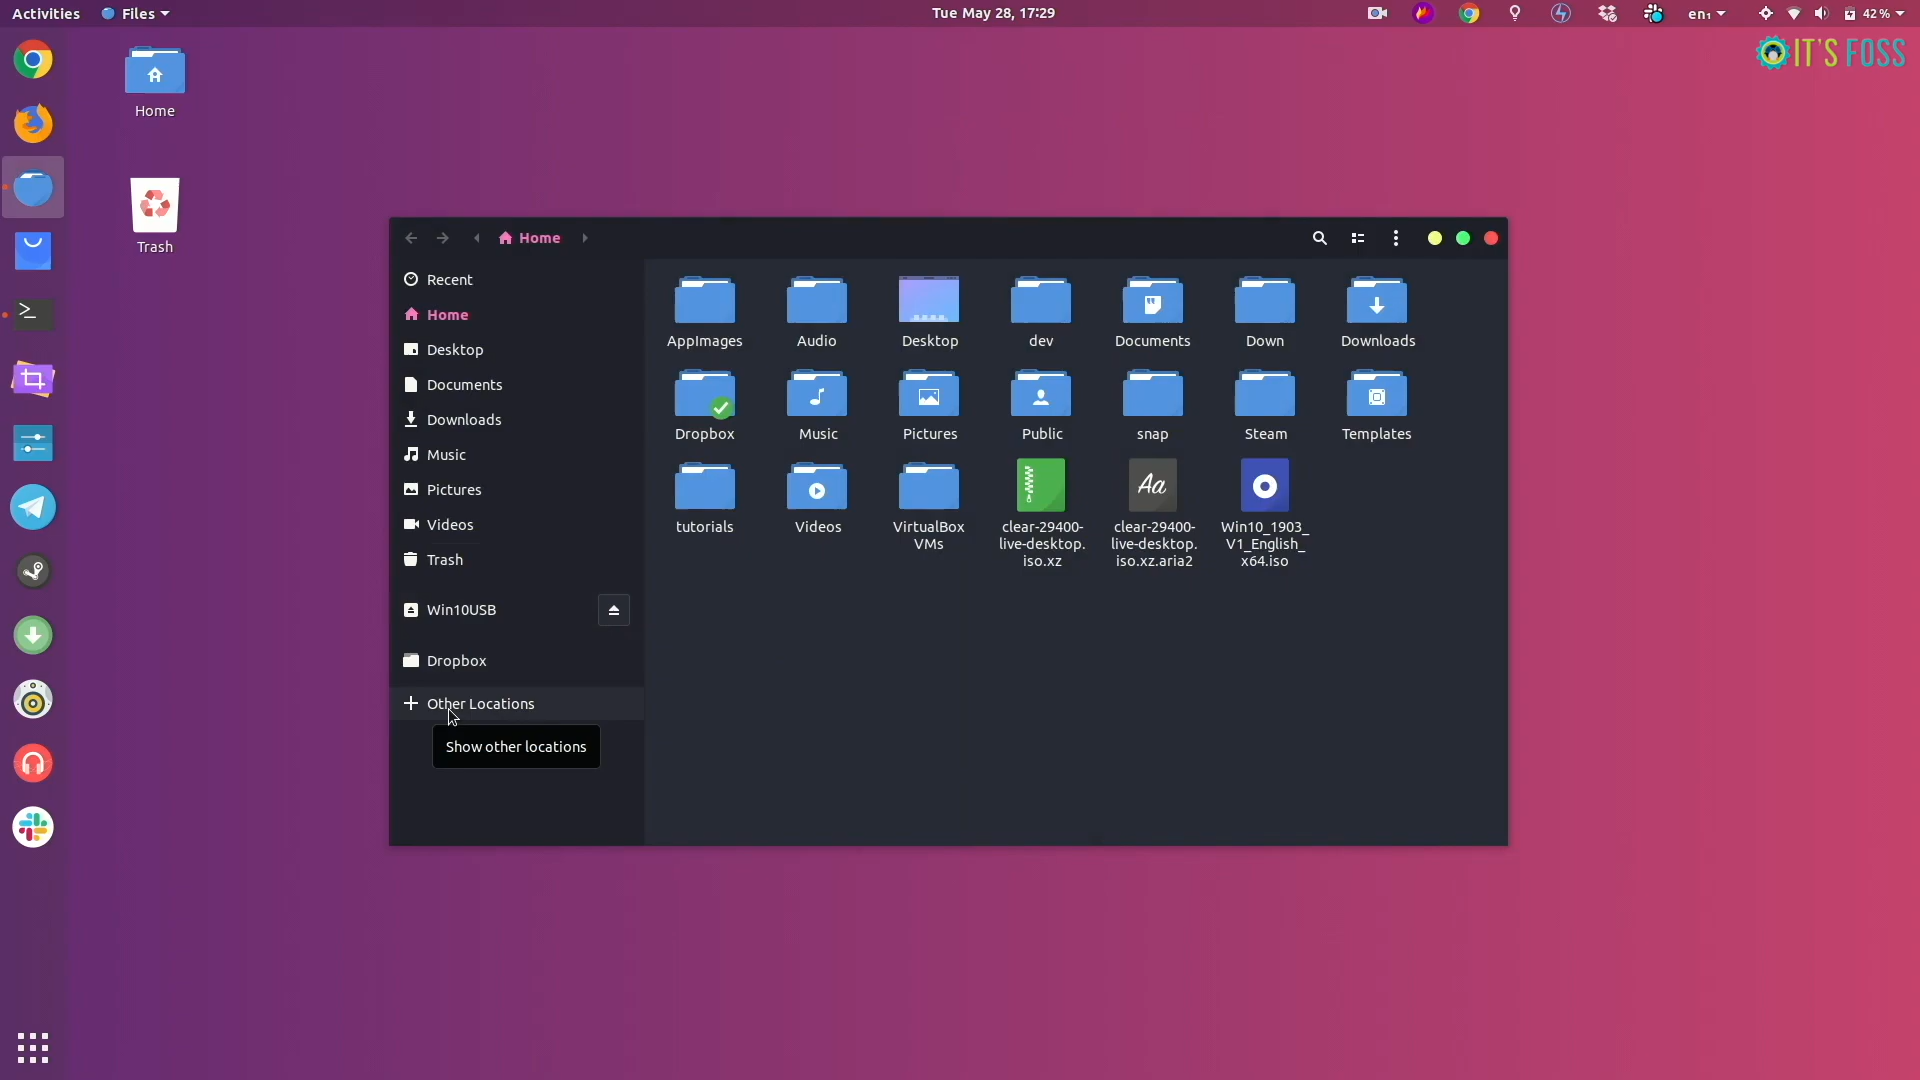 Activities
Files
Tue May 28, 17:29
en₁
42 %
IT'S FOSS
Home
Trash
Home
Recent
Home
Desktop
Documents
Downloads
Music
Pictures
Videos
Trash
Win10USB
Dropbox
Other Locations
Show other locations
AppImages
Audio
Desktop
dev
Documents
Down
Downloads
Dropbox
Music
Pictures
Public
snap
Steam
Templates
tutorials
Videos
VirtualBox
VMs
clear-29400-
live-desktop.
iso.xz
Aa
clear-29400-
live-desktop.
iso.xz.aria2
Win10_1903_
V1_English_
x64.iso